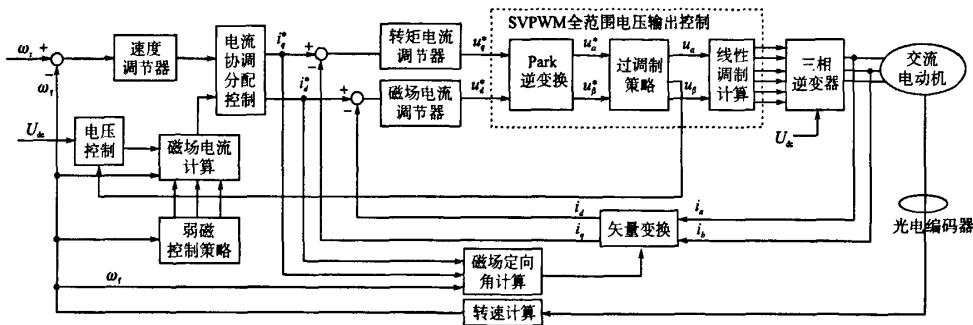 SVPWM全范围电压输出控制
ω_r
+
−
ω_f
速度
调节器
电流
协调
分配
控制
i_q^*
i_d^*
+
−
+
−
转矩电流
调节器
磁场电流
调节器
u_q^*
u_d^*
Park
逆变换
u_α^*
u_β^*
过调制
策略
u_α
u_β
线性
调制
计算
三相
逆变器
U_dc
交流
电动机
U_dc
电压
控制
磁场电流
计算
弱磁
控制策略
i_d
i_q
矢量变换
i_a
i_b
光电编码器
磁场定向
角计算
ω_f
转速计算